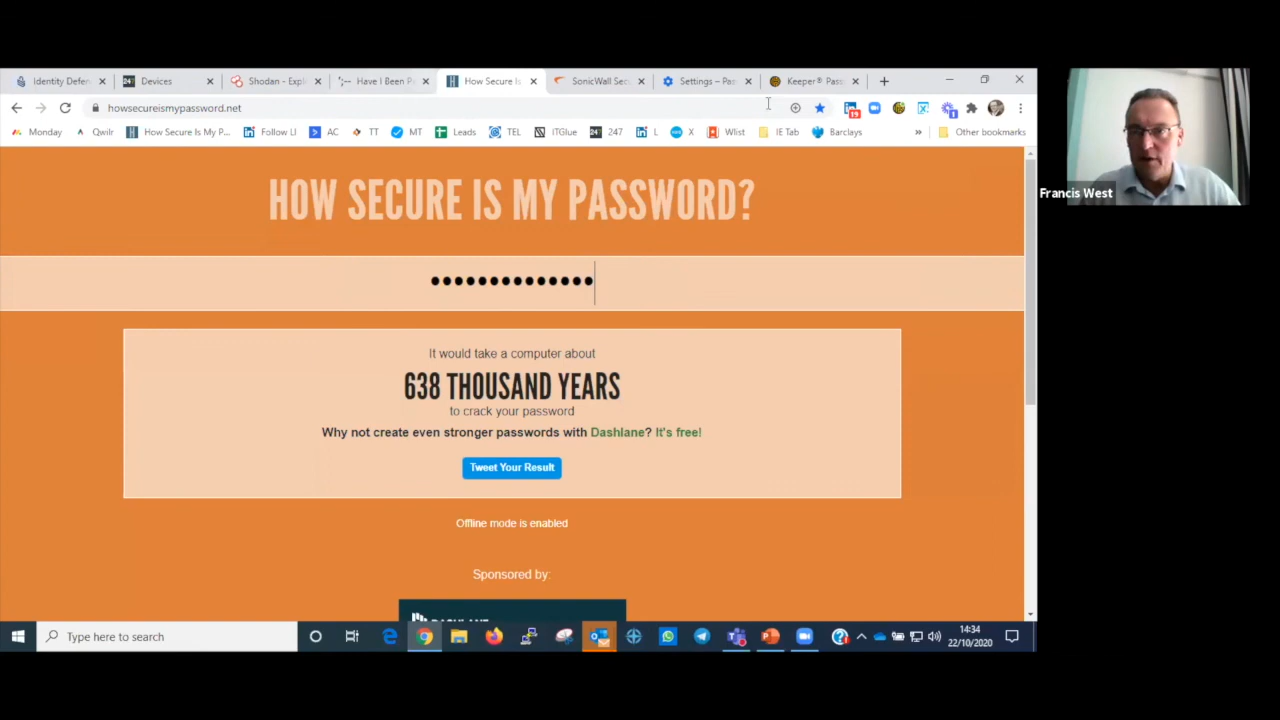 Identity Defen
Devices
Shodan - Expl
Have I Been P
How Secure Is
SonicWall Sec
Settings – Pas
Keeper® Pass
howsecureismypassword.net
Monday
Qwilr
How Secure Is My P...
Follow LI
AC
TT
MT
Leads
TEL
ITGlue
247
L
X
Wlist
IE Tab
Barclays
»
Other bookmarks
HOW SECURE IS MY PASSWORD?
It would take a computer about
638 THOUSAND YEARS
to crack your password
Why not create even stronger passwords with Dashlane? It's free!
Tweet Your Result
Offline mode is enabled
Sponsored by:
DASHLANE
Type here to search
14:34
22/10/2020
Francis West